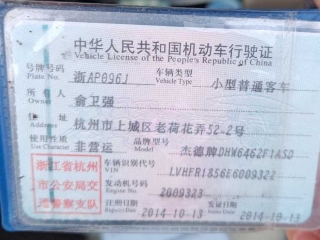 中华人民共和国机动车行驶证
Vehicle License of the People's Republic of China
号牌号码 浙AP096J 车辆类型 小型普通客车
Plate No. Vehicle Type
所有人 俞卫强
Owner
住址 杭州市上城区老荷花弄52-2号
Address
使用性质 非营运 品牌型号 杰德牌DHW6462F1ASD
Use Character Model
浙江省杭州 车辆识别代号 LVHFR1856E6009322
VIN
市公安局交 发动机号码 2009323
Engine No.
通警察支队 注册日期 2014-10-13 发证日期 2014-10-13
Register Date Issue Date